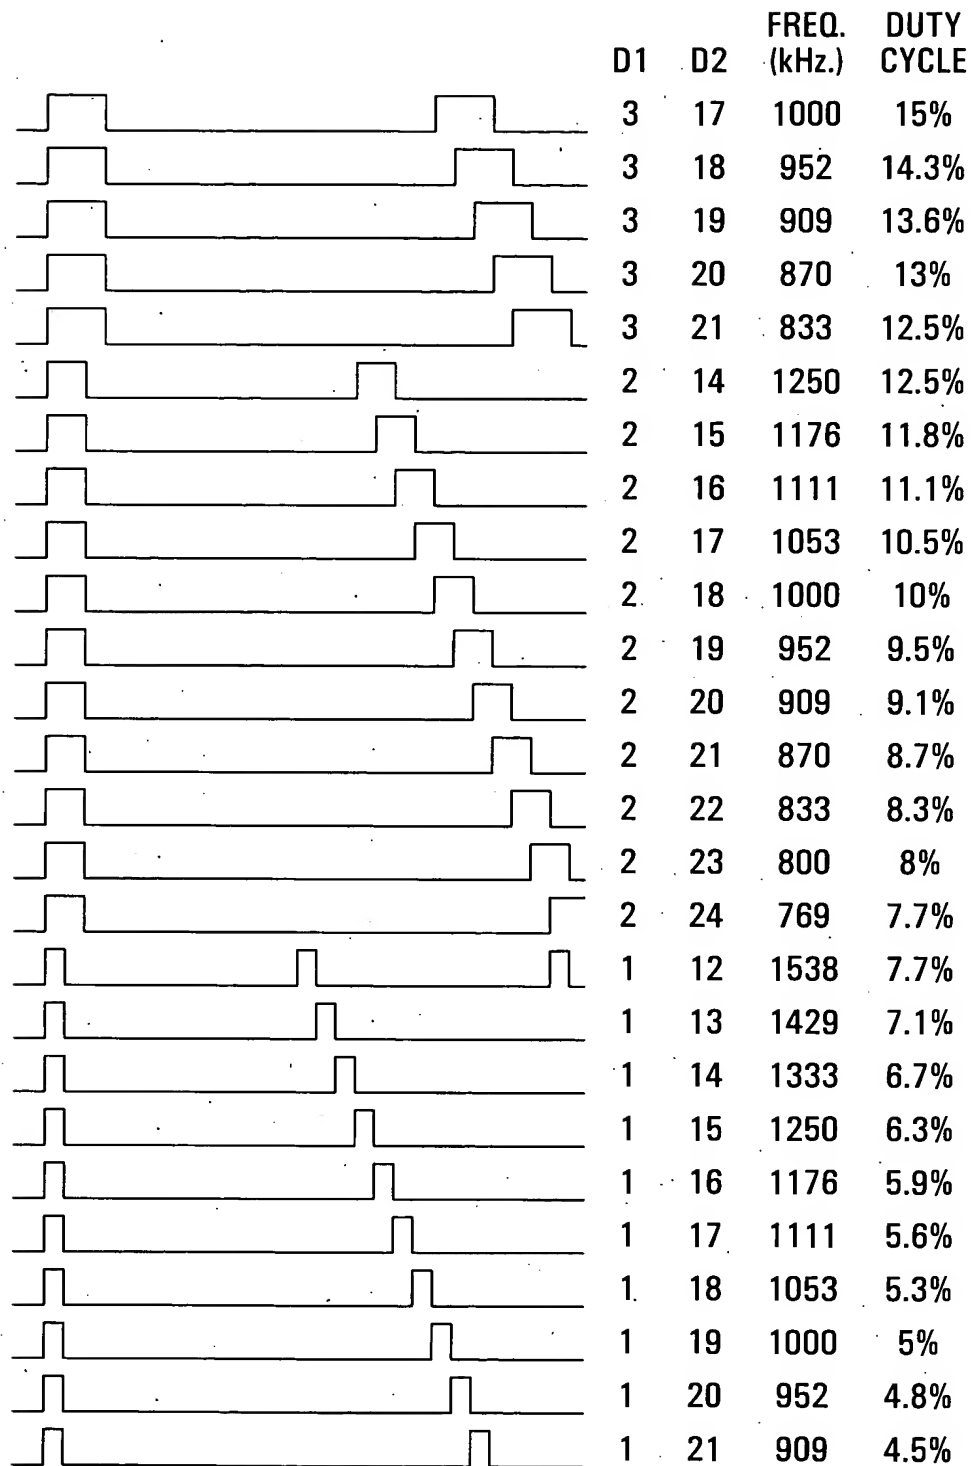 FREQ. DUTY
D1 D2 (kHz.) CYCLE
3 17 1000 15%
3 18 952 14.3%
3 19 909 13.6%
3 20 870 13%
3 21 833 12.5%
2 14 1250 12.5%
2 15 1176 11.8%
2 16 1111 11.1%
2 17 1053 10.5%
2 18 1000 10%
2 19 952 9.5%
2 20 909 9.1%
2 21 870 8.7%
2 22 833 8.3%
2 23 800 8%
2 24 769 7.7%
1 12 1538 7.7%
1 13 1429 7.1%
1 14 1333 6.7%
1 15 1250 6.3%
1 16 1176 5.9%
1 17 1111 5.6%
1 18 1053 5.3%
1 19 1000 5%
1 20 952 4.8%
1 21 909 4.5%